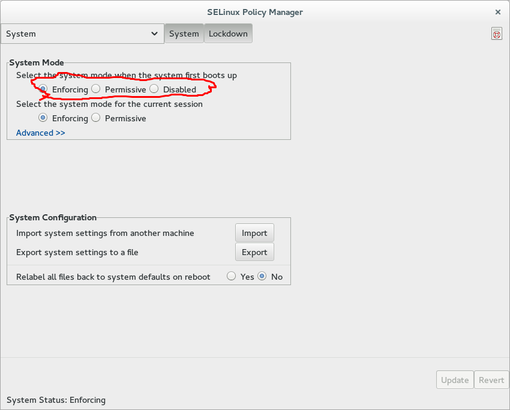 SELinux Policy Manager
System
System Lockdown
System Mode
Select the system mode when the system first boots up
Enforcing Permissive Disabled
Select the system mode for the current session
Enforcing Permissive
Advanced >>
System Configuration
Import system settings from another machine Import
Export system settings to a file Export
Relabel all files back to system defaults on reboot Yes No
Update Revert
System Status: Enforcing